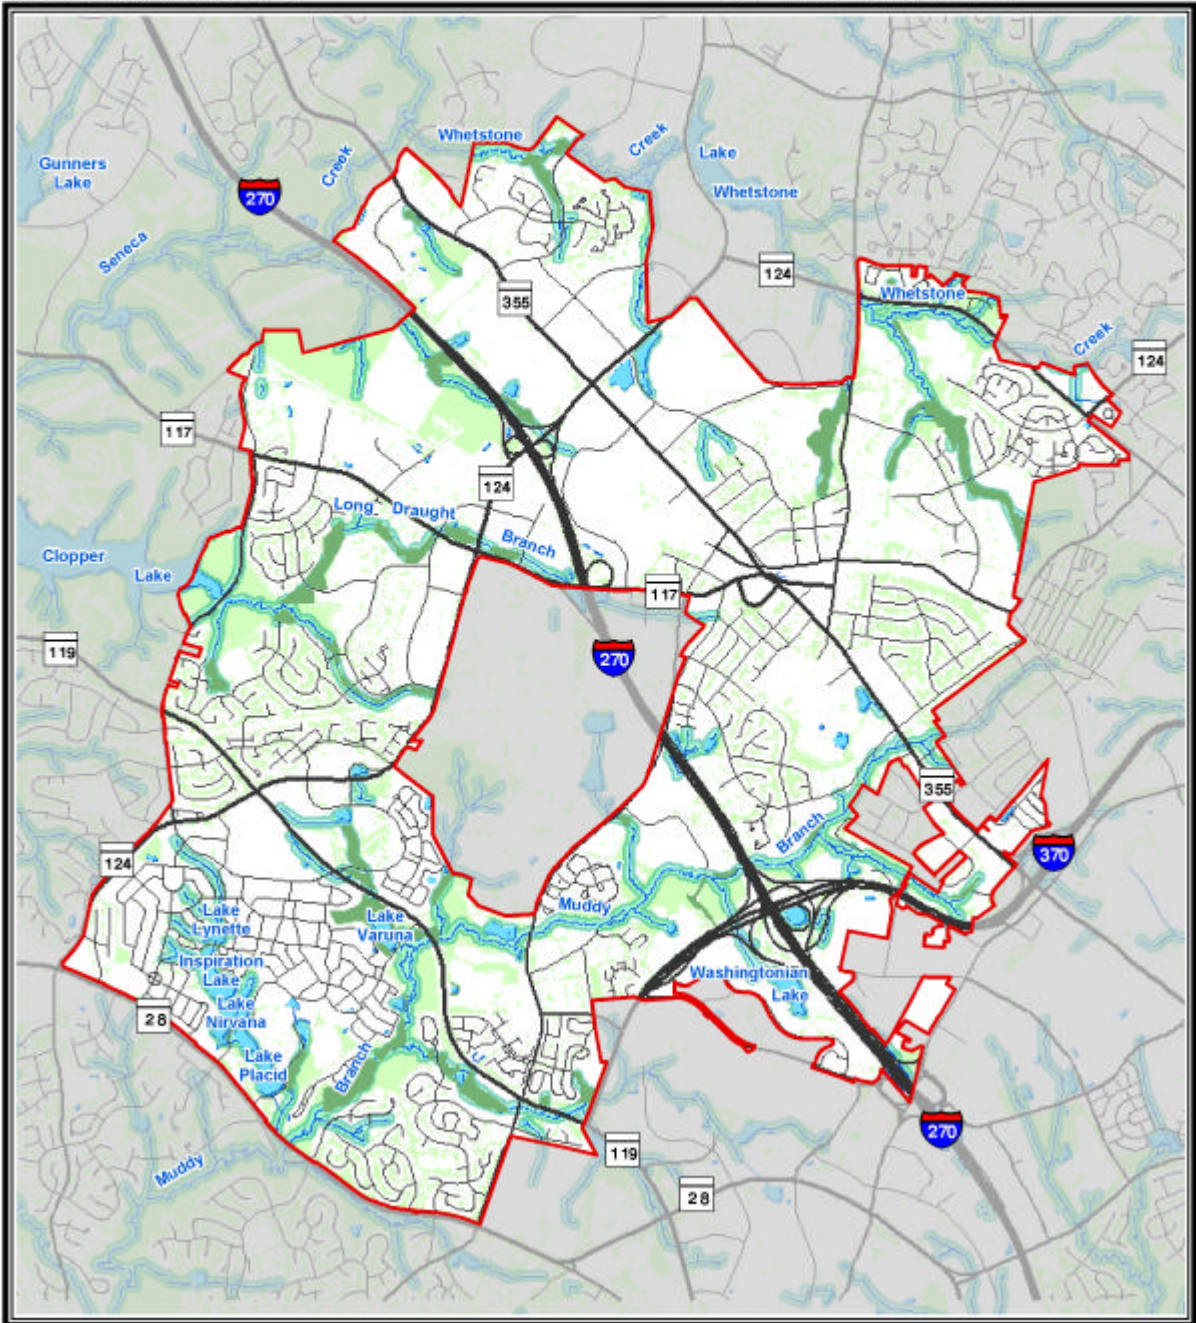 Whetstone
Creek
Creek
Lake
Whetstone
Gunners
Lake
270
Seneca
124
355
Whetstone
Creek
124
117
124
Long Draught
Branch
Clopper
Lake
117
119
270
355
Branch
370
124
Muddy
Lake
Lynette
Lake
Varuna
Inspiration
Lake
Washingtonian
Lake
Lake
Nirvana
28
Lake
Placid
Branch
270
119
Muddy
28